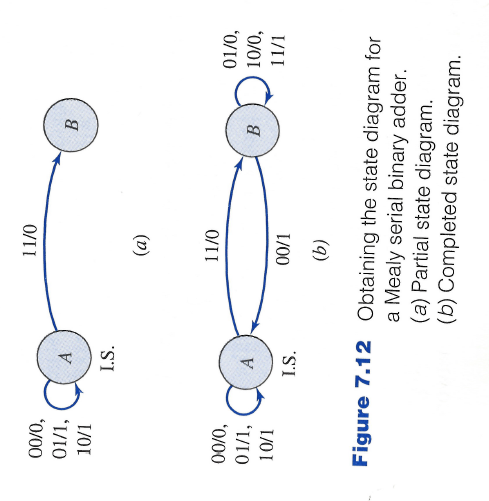 00/0,
01/1,
10/1
A
I.S.
11/0
B
(a)
00/0,
01/1,
10/1
A
I.S.
11/0
00/1
B
01/0,
10/0,
11/1
(b)
Figure 7.12 Obtaining the state diagram for
a Mealy serial binary adder.
(a) Partial state diagram.
(b) Completed state diagram.